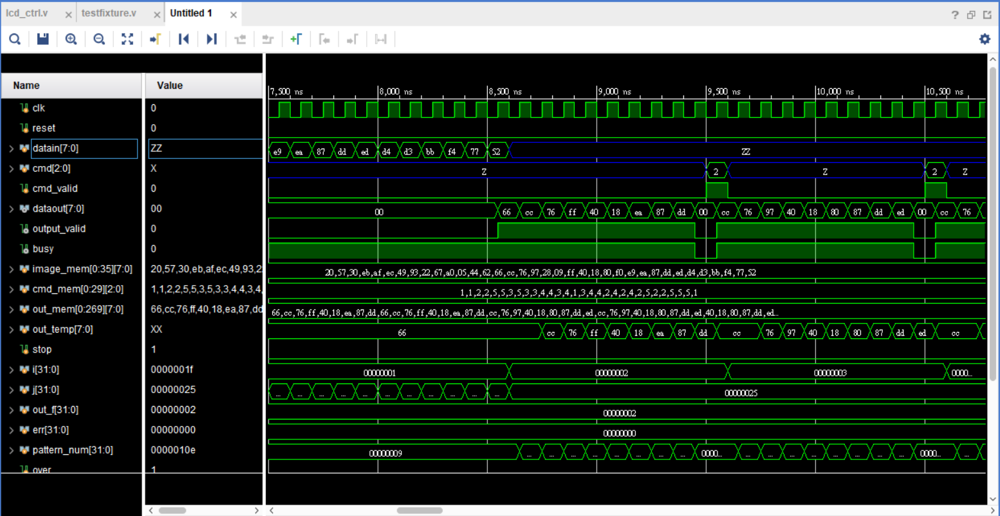 lcd_ctrl.v × testfixture.v × Untitled 1 ×
?
Name Value
7,500 ns 8,000 ns 8,500 ns 9,000 ns 9,500 ns 10,000 ns 10,500 ns
clk 0
reset 0
datain[7:0] ZZ e9 ea 87 dd ed d4 d3 bb f4 77 52 ZZ
cmd[2:0] X Z 2 Z 2 Z
cmd_valid 0
dataout[7:0] 00 00 66 cc 76 ff 40 18 ea 87 dd 00 cc 76 97 40 18 80 87 dd ed 00 cc 76
output_valid 0
busy 0
image_mem[0:35][7:0] 20,57,30,eb,af,ec,49,93,2 20,57,30,eb,af,ec,49,93,22,67,a0,05,44,62,66,cc,76,97,28,09,ff,40,18,80,f0,e9,ea,87,dd,ed,d4,d3,bb,f4,77,52
cmd_mem[0:29][2:0] 1,1,2,2,5,5,3,5,3,3,4,4,3,4, 1,1,2,2,5,5,3,5,3,3,4,4,3,4,1,3,4,4,2,4,2,4,2,5,2,2,5,5,5,1
out_mem[0:269][7:0] 66,cc,76,ff,40,18,ea,87,dd 66,cc,76,ff,40,18,ea,87,dd,66,cc,76,ff,40,18,ea,87,dd,cc,76,97,40,18,80,87,dd,ed,cc,76,97,40,18,80,87,dd,ed,40,18,80,87,dd,ed...
out_temp[7:0] XX 66 cc 76 ff 40 18 ea 87 dd cc 76 97 40 18 80 87 dd ed cc
stop 1
i[31:0] 0000001f 00000001 00000002 00000003 0000...
j[31:0] 00000025 ... ... ... ... ... ... ... ... ... ... ... 00000025
out_f[31:0] 00000002 00000002
err[31:0] 00000000 00000000
pattern_num[31:0] 0000010e 00000009 ... ... ... ... ... ... ... ... 0000... ... ... ... ... ... ... ... ... 0000... ...
over 1